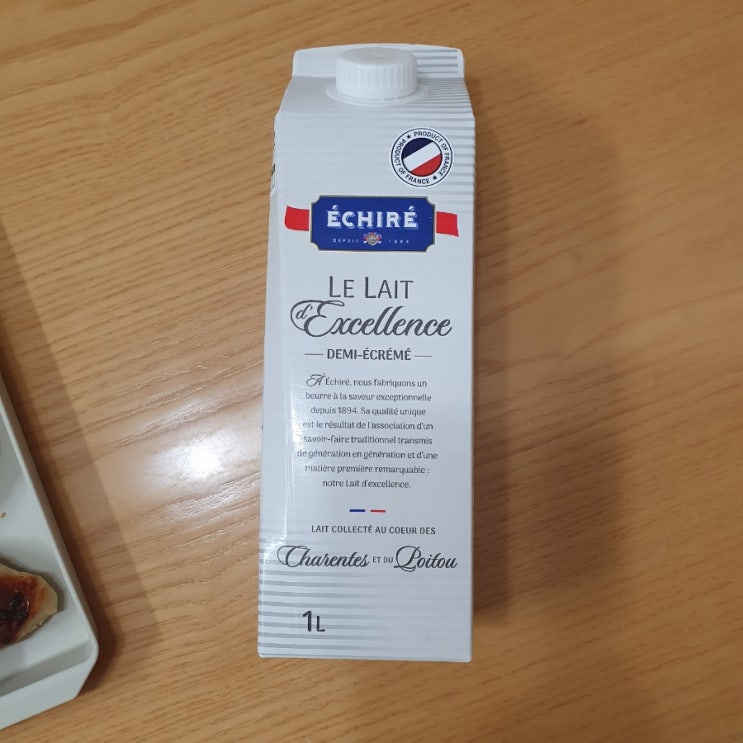 PRODUCT OF FRANCE ★ PRODUCT OF FRANCE ★
ÉCHIRÉ
DEPUIS 1894
LE LAIT
d'Excellence
DEMI-ÉCRÉMÉ
À Échiré, nous fabriquons un
beurre à la saveur exceptionnelle
depuis 1894. Sa qualité unique
est le résultat de l'association d'un
savoir-faire traditionnel transmis
de génération en génération et d'une
matière première remarquable :
notre Lait d'excellence.
LAIT COLLECTÉ AU COEUR DES
Charentes ET DU Poitou
1L